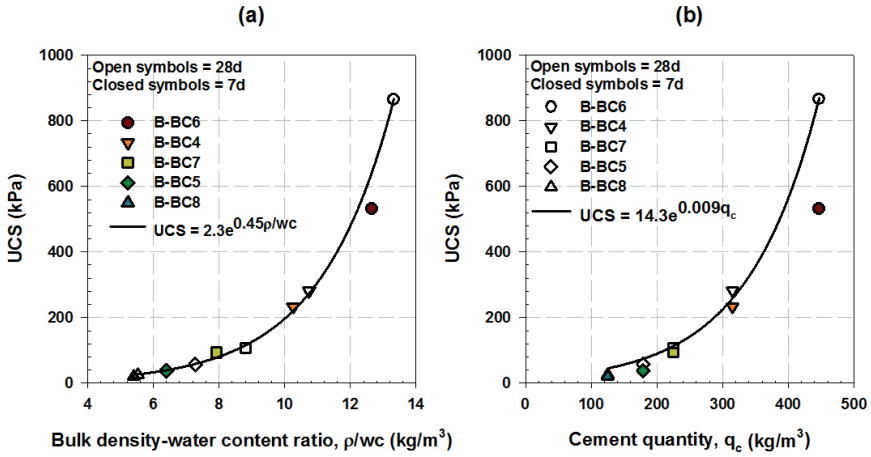 (a)
1000
800
600
400
200
0
UCS (kPa)
Open symbols = 28d
Closed symbols = 7d
B-BC6
B-BC4
B-BC7
B-BC5
B-BC8
UCS = 2.3e^0.45ρ/wc
4 6 8 10 12 14
Bulk density-water content ratio, ρ/wc (kg/m³)
(b)
1000
800
600
400
200
0
UCS (kPa)
Open symbols = 28d
Closed symbols = 7d
B-BC6
B-BC4
B-BC7
B-BC5
B-BC8
UCS = 14.3e^0.009q_c
0 100 200 300 400 500
Cement quantity, q_c (kg/m³)